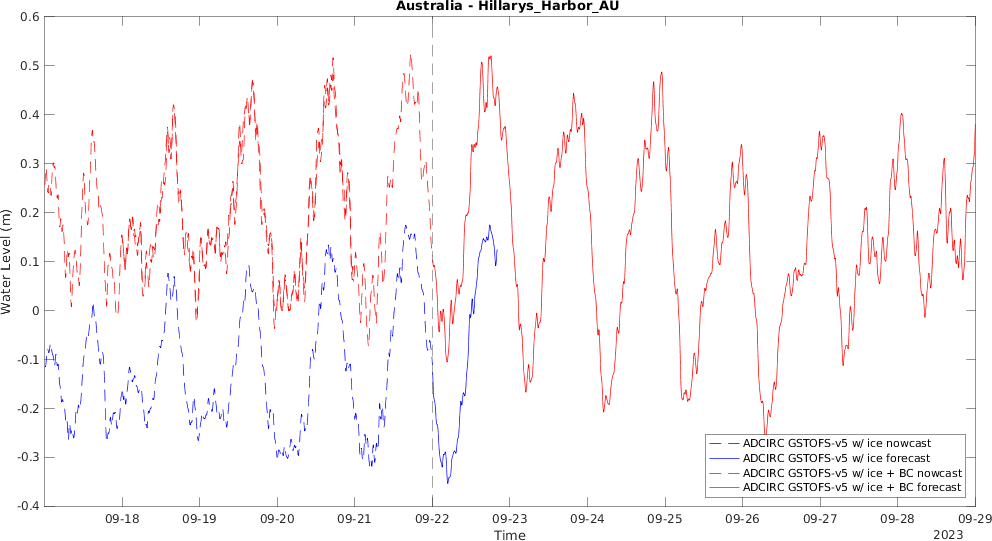 Australia - Hillarys_Harbor_AU
Water Level (m)
0.6
0.5
0.4
0.3
0.2
0.1
0
-0.1
-0.2
-0.3
-0.4
ADCIRC GSTOFS-v5 w/ ice nowcast
ADCIRC GSTOFS-v5 w/ ice forecast
ADCIRC GSTOFS-v5 w/ ice + BC nowcast
ADCIRC GSTOFS-v5 w/ ice + BC forecast
09-18 09-19 09-20 09-21 09-22 09-23 09-24 09-25 09-26 09-27 09-28 09-29
Time
2023